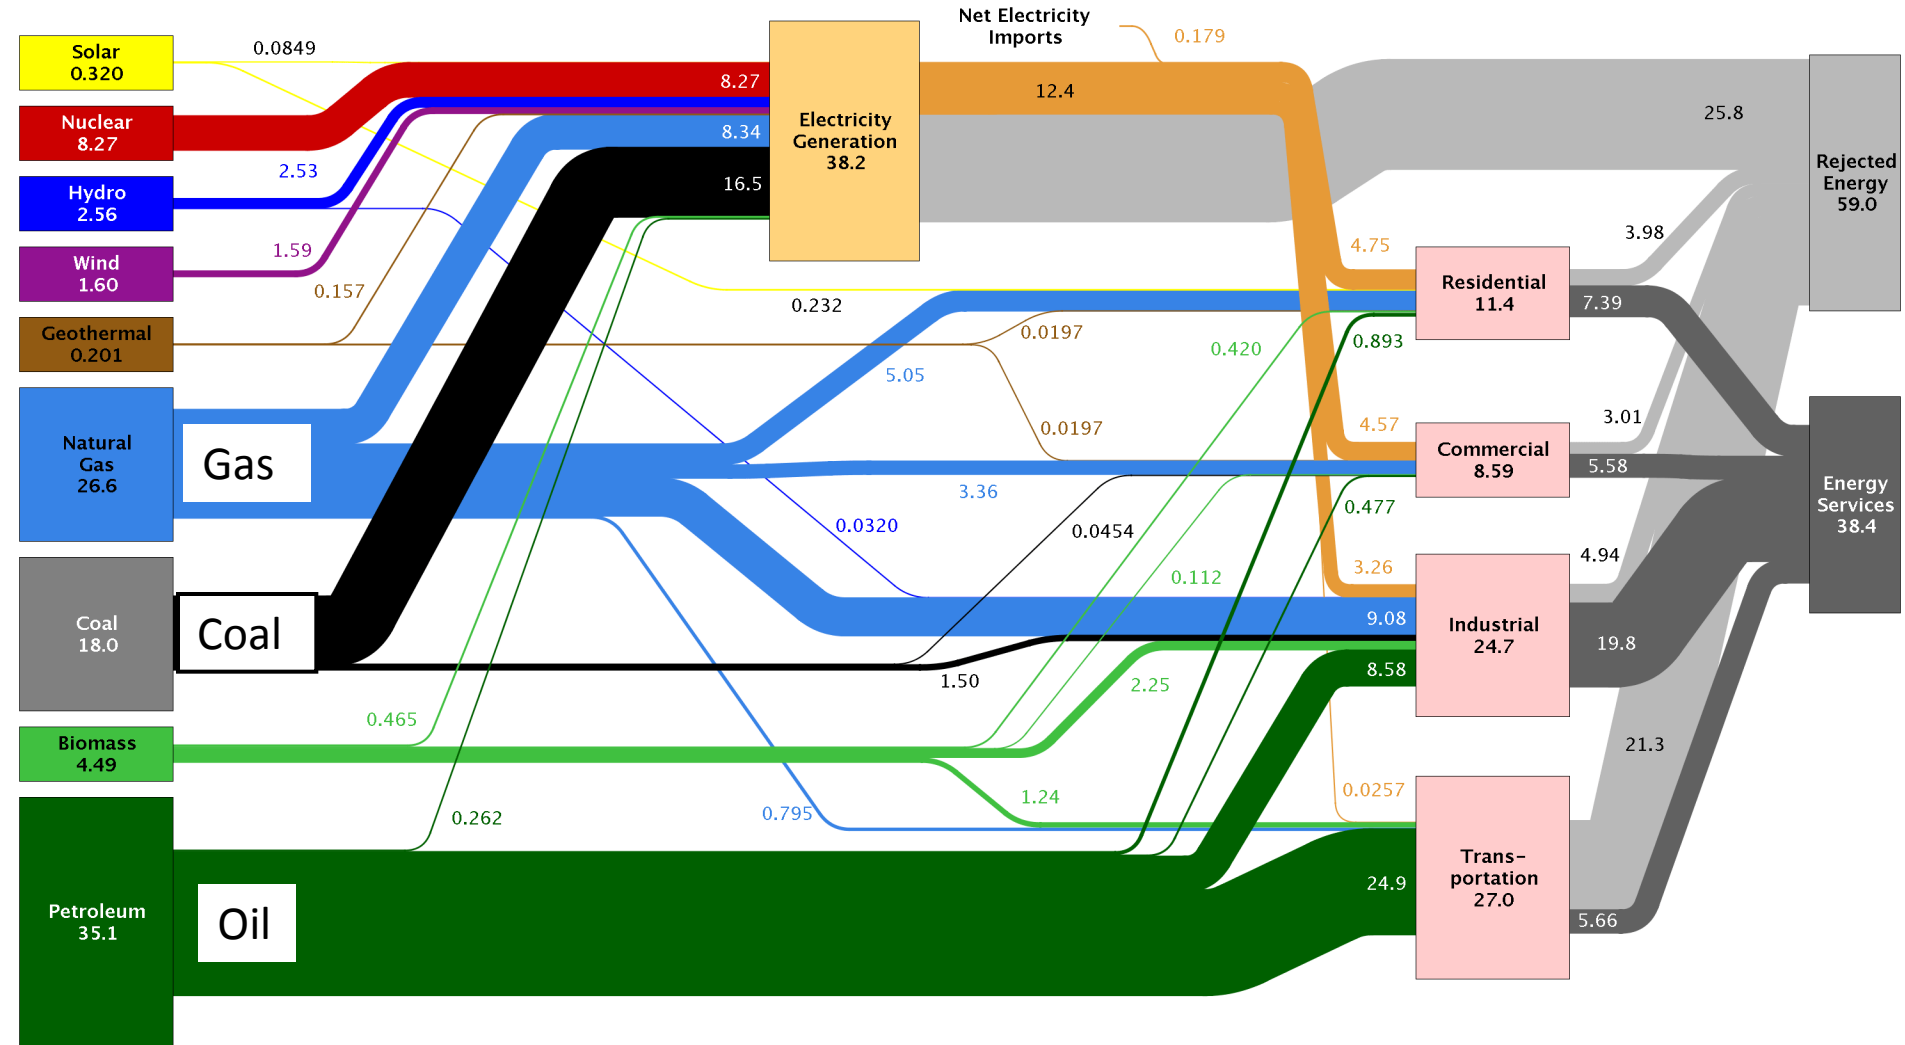 Net Electricity
Imports
0.179
Solar
0.320
0.0849
Nuclear
8.27
8.27
12.4
25.8
Electricity
Generation
38.2
8.34
Rejected
Energy
59.0
2.53
16.5
Hydro
2.56
1.59
Wind
1.60
0.157
Geothermal
0.201
0.232
0.0197
5.05
0.0197
0.420
4.75
Residential
11.4
3.98
7.39
0.893
Natural
Gas
26.6
Gas
3.36
4.57
Commercial
8.59
3.01
5.58
0.477
Energy
Services
38.4
0.0320
0.0454
0.112
Coal
18.0
Coal
1.50
3.26
9.08
Industrial
24.7
4.94
19.8
8.58
2.25
0.465
Biomass
4.49
1.24
0.795
0.262
0.0257
21.3
Petroleum
35.1
Oil
24.9
Trans-
portation
27.0
5.66